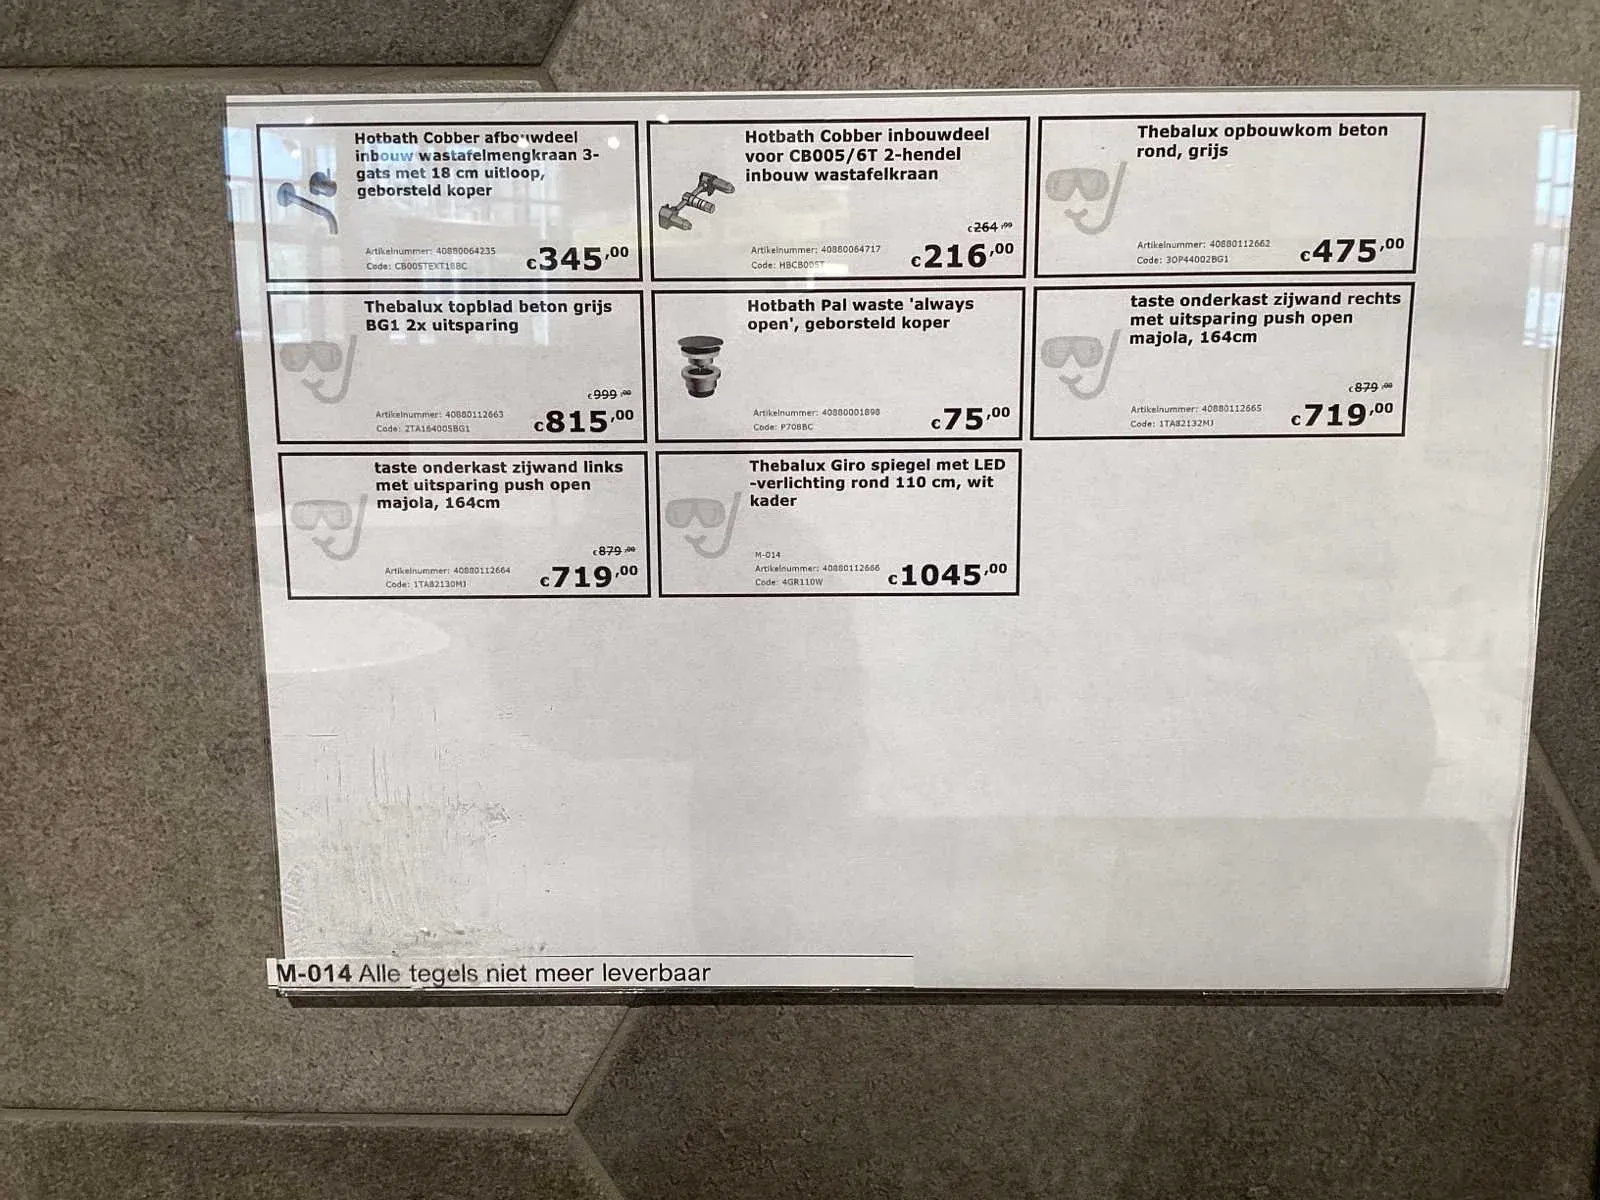 Hotbath Cobber afbouwdeel
inbouw wastafelmengkraan 3-
gats met 18 cm uitloop,
geborsteld koper
Artikelnummer: 40880064235
Code: CB005TEXT18BC
€345,00
Hotbath Cobber inbouwdeel
voor CB005/6T 2-hendel
inbouw wastafelkraan
€264,00
Artikelnummer: 40880064717
Code: HBCB005T
€216,00
Thebalux opbouwkom beton
rond, grijs
Artikelnummer: 40880112662
Code: 3OP44002BG1
€475,00
Thebalux topblad beton grijs
BG1 2x uitsparing
€999,00
Artikelnummer: 40880112663
Code: 2TA164005BG1
€815,00
Hotbath Pal waste 'always
open', geborsteld koper
Artikelnummer: 40880001898
Code: P708BC
€75,00
taste onderkast zijwand rechts
met uitsparing push open
majola, 164cm
€879,00
Artikelnummer: 40880112665
Code: 1TA82132MJ
€719,00
taste onderkast zijwand links
met uitsparing push open
majola, 164cm
€879,00
Artikelnummer: 40880112664
Code: 1TA82130MJ
€719,00
Thebalux Giro spiegel met LED
-verlichting rond 110 cm, wit
kader
M-014
Artikelnummer: 40880112666
Code: 4GR110W
€1045,00
M-014 Alle tegels niet meer leverbaar